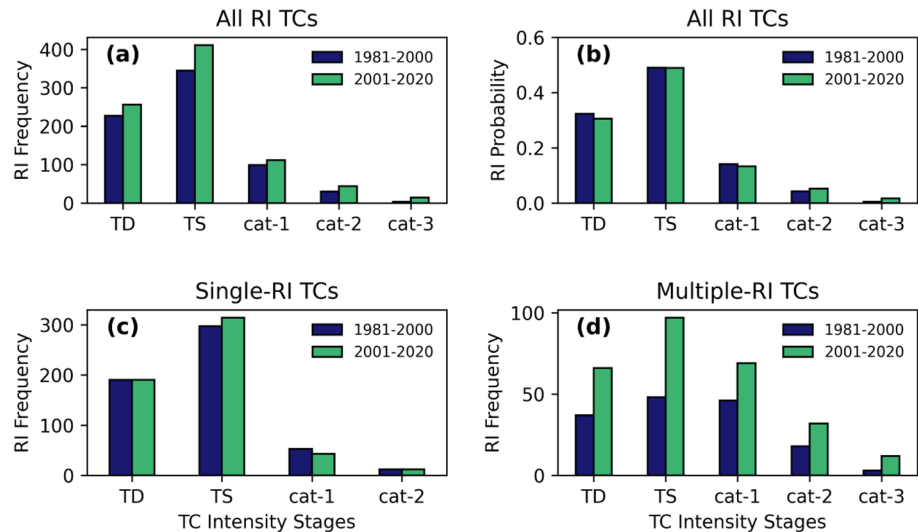 All RI TCs
(a)
1981-2000
2001-2020
RI Frequency
400
300
200
100
0
TD TS cat-1 cat-2 cat-3
All RI TCs
(b)
1981-2000
2001-2020
RI Probability
0.6
0.4
0.2
0.0
TD TS cat-1 cat-2 cat-3
Single-RI TCs
(c)
1981-2000
2001-2020
RI Frequency
300
200
100
0
TD TS cat-1 cat-2
TC Intensity Stages
Multiple-RI TCs
(d)
1981-2000
2001-2020
RI Frequency
100
50
0
TD TS cat-1 cat-2 cat-3
TC Intensity Stages